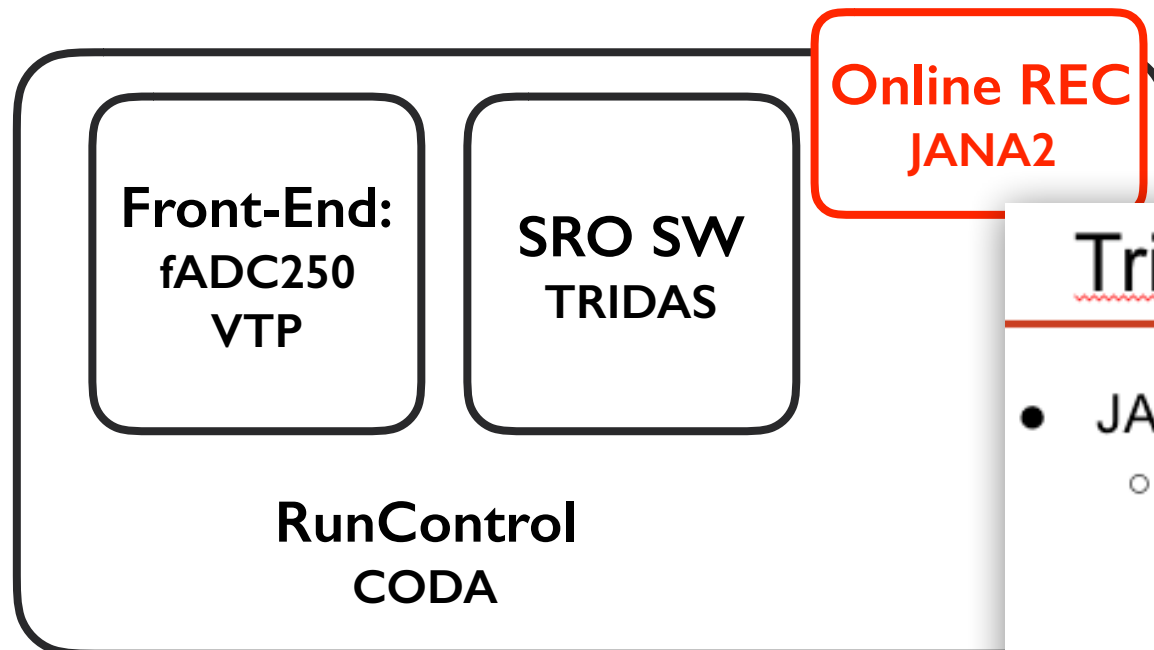 Online REC
JANA2
Front-End:
fADC250
VTP
SRO SW
TRIDAS
RunControl
CODA